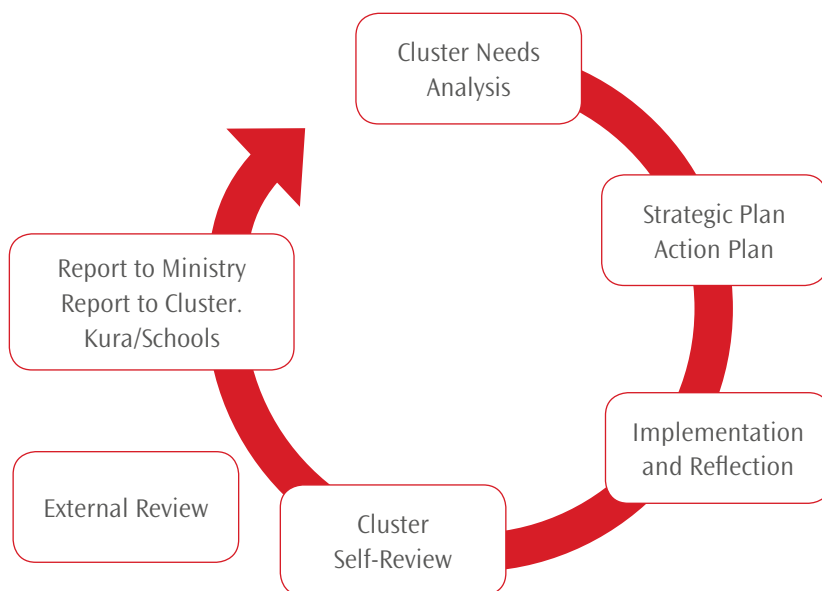 Cluster Needs
Analysis
Strategic Plan
Action Plan
Implementation
and Reflection
Cluster
Self-Review
External Review
Report to Ministry
Report to Cluster.
Kura/Schools